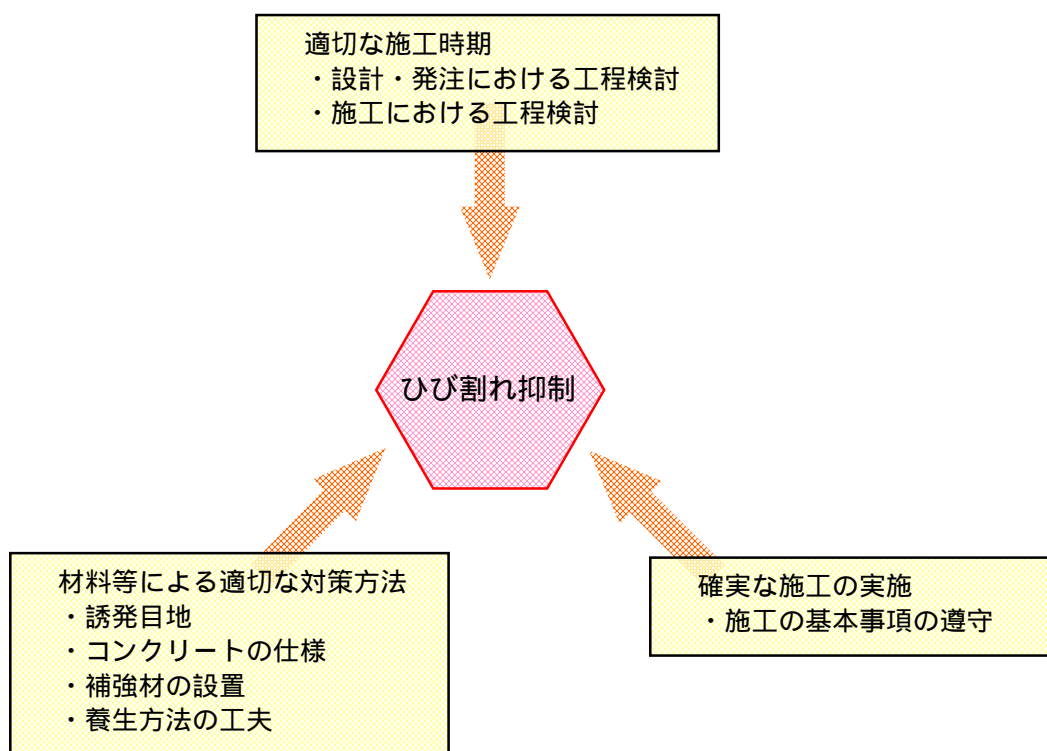 適切な施工時期
・設計・発注における工程検討
・施工における工程検討
ひび割れ抑制
材料等による適切な対策方法
・誘発目地
・コンクリートの仕様
・補強材の設置
・養生方法の工夫
確実な施工の実施
・施工の基本事項の遵守